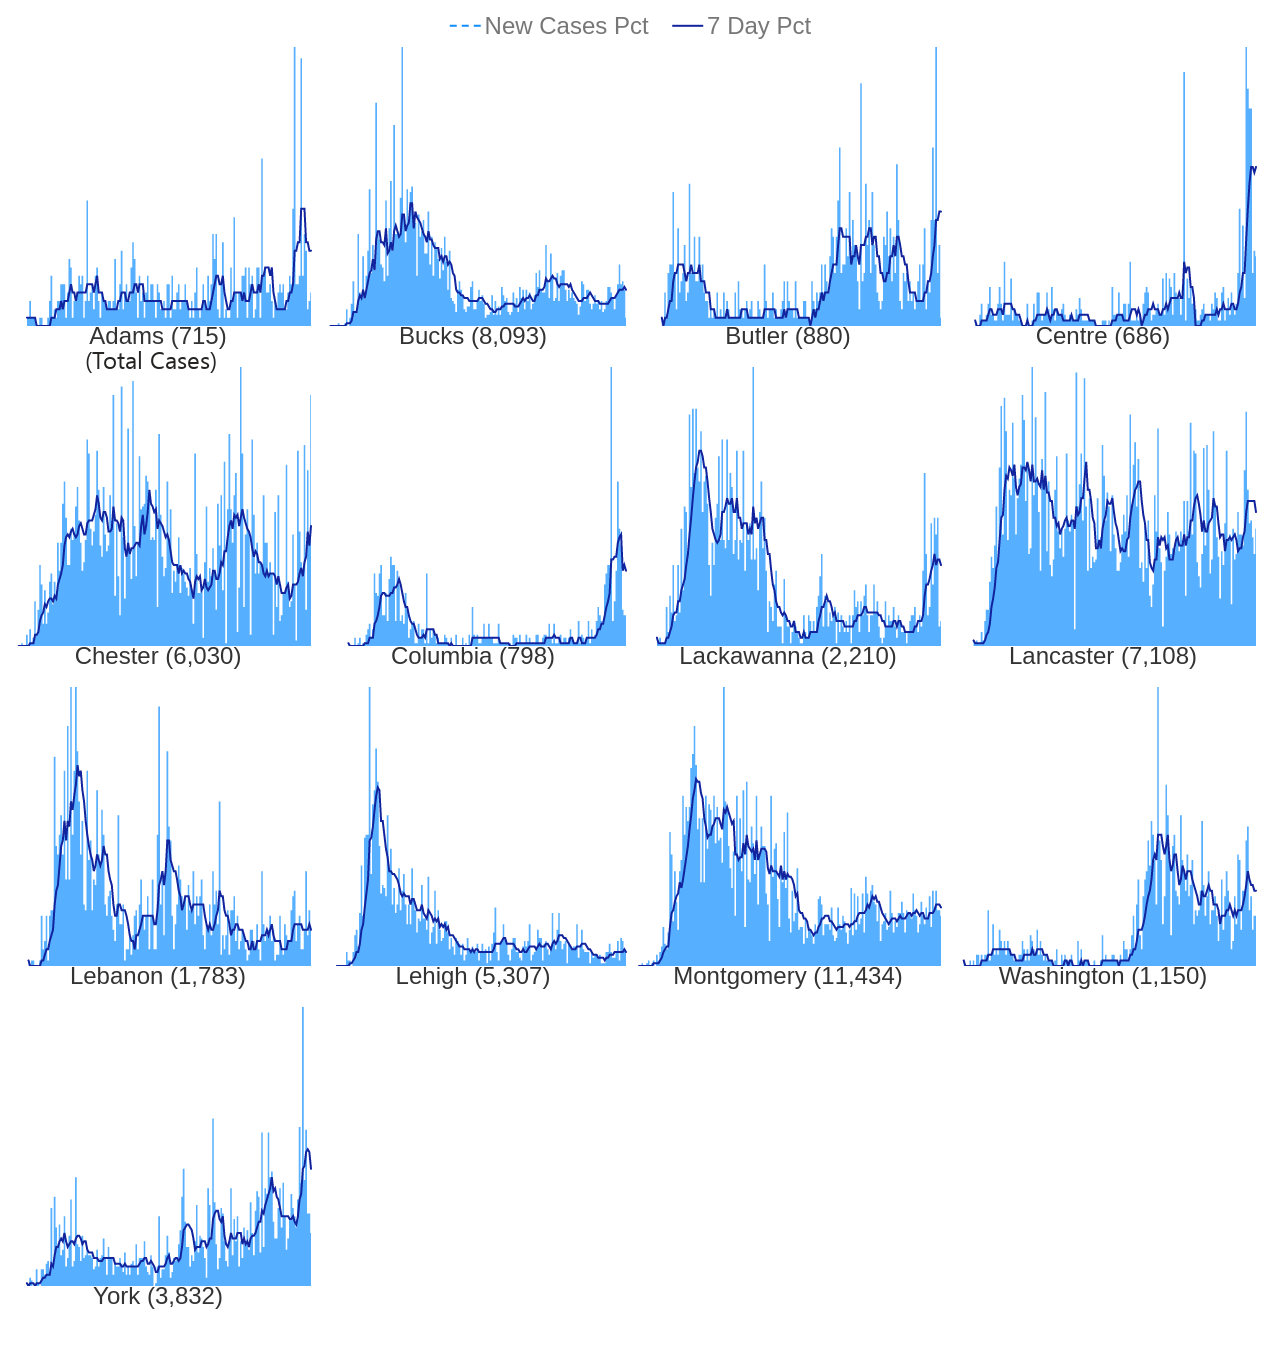 New Cases Pct 7 Day Pct
Adams (715) Bucks (8,093) Butler (880) Centre (686)
(Total Cases)
Chester (6,030) Columbia (798) Lackawanna (2,210) Lancaster (7,108)
Lebanon (1,783) Lehigh (5,307) Montgomery (11,434) Washington (1,150)
York (3,832)